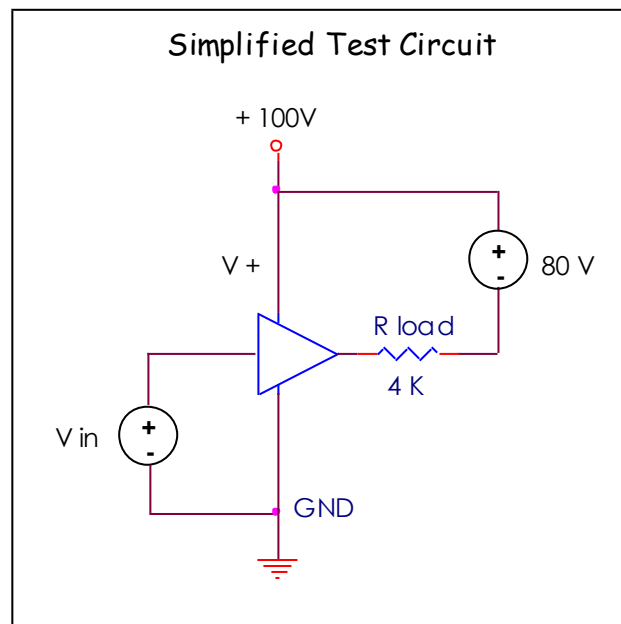 Simplified Test Circuit
+ 100V
V +
+
-
80 V
R load
4 K
V in
+
-
GND